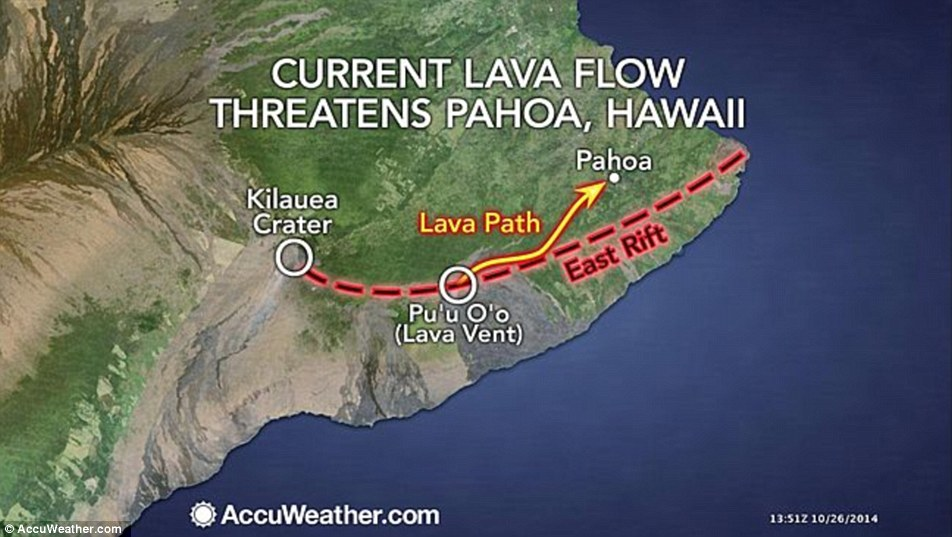 CURRENT LAVA FLOW
THREATENS PAHOA, HAWAII
Pahoa
Kilauea
Crater
Lava Path
East Rift
Pu'u O'o
(Lava Vent)
AccuWeather.com
13:51Z 10/26/2014
© AccuWeather.com